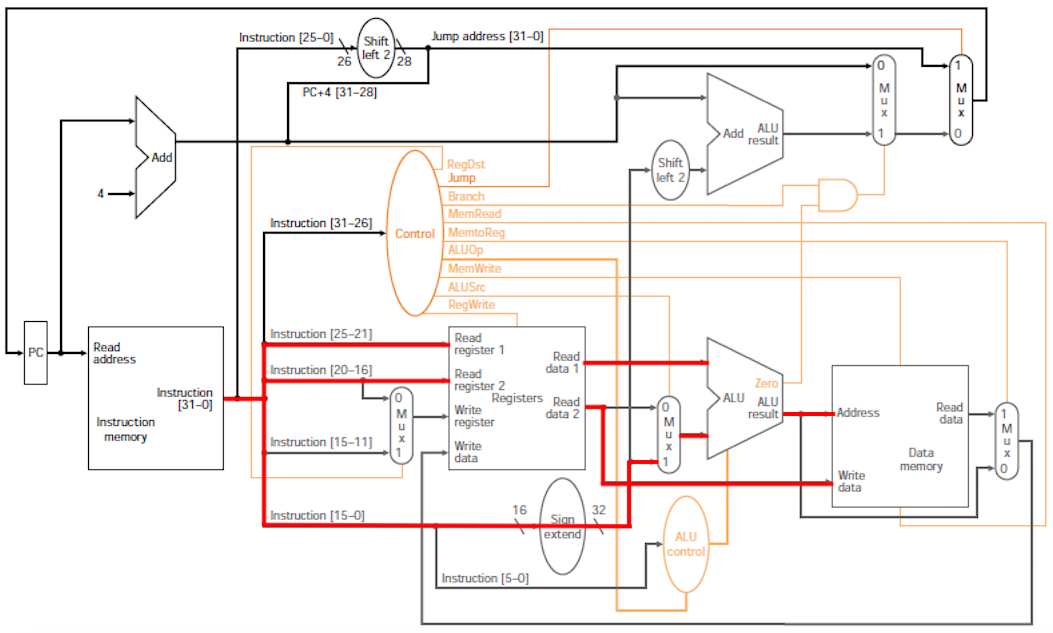 Instruction [25–0]
Shift
left 2
Jump address [31–0]
26
28
PC+4 [31–28]
0
M
u
x
1
1
M
u
x
0
Add
ALU
result
Add
4
Shift
left 2
RegDst
Jump
Branch
MemRead
MemtoReg
ALUOp
MemWrite
ALUSrc
RegWrite
Control
Instruction [31–26]
PC
Read
address
Instruction
[31–0]
Instruction
memory
Instruction [25–21]
Instruction [20–16]
Instruction [15–11]
Instruction [15–0]
0
M
u
x
1
Read
register 1
Read
register 2
Write
register
Write
data
Registers
Read
data 1
Read
data 2
0
M
u
x
1
Zero
ALU
ALU
result
Address
Write
data
Read
data
Data
memory
1
M
u
x
0
16
Sign
extend
32
ALU
control
Instruction [5–0]